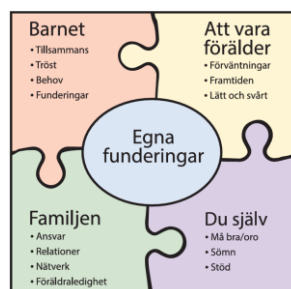 Barnet
• Tillsammans
• Tröst
• Behov
• Funderingar
Att vara
förälder
• Förväntningar
• Framtiden
• Lätt och svårt
Egna
funderingar
Familjen
• Ansvar
• Relationer
• Nätverk
• Föräldraledighet
Du själv
• Må bra/oro
• Sömn
• Stöd